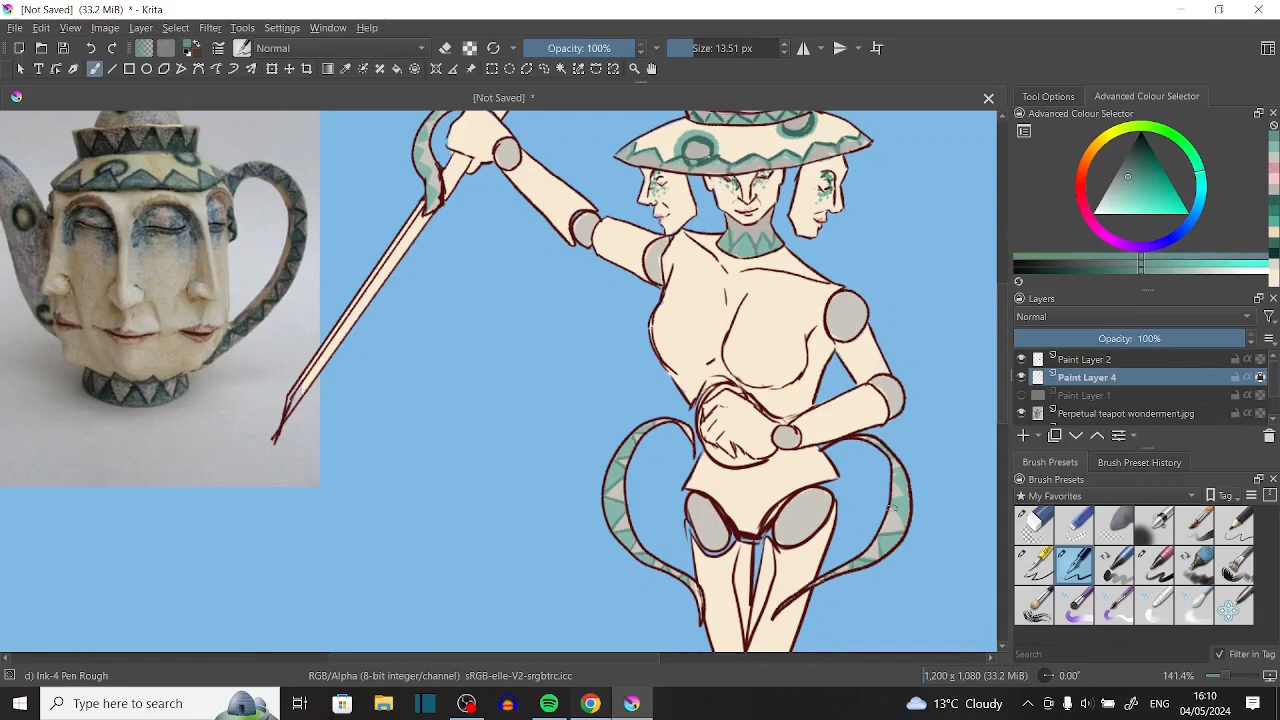 [Not Saved] (33.2 MiB) * - Krita
File Edit View Image Layer Select Filter Tools Settings Window Help
Normal Opacity: 100% Size: 13.51 px
[Not Saved] *
Tool Options Advanced Colour Selector
Advanced Colour Selector
Layers
Normal
Opacity: 100%
Paint Layer 2
Paint Layer 4
Paint Layer 1
Perpetual teapot wonderment.jpg
Brush Presets Brush Preset History
Brush Presets
My Favorites Tag
Search Filter in Tag
d) Ink-4 Pen Rough RGB/Alpha (8-bit integer/channel) sRGB-elle-V2-srgbtrc.icc 1,200 x 1,080 (33.2 MiB) 0.00° 141.4%
Type here to search 13°C Cloudy 16:10
04/05/2024